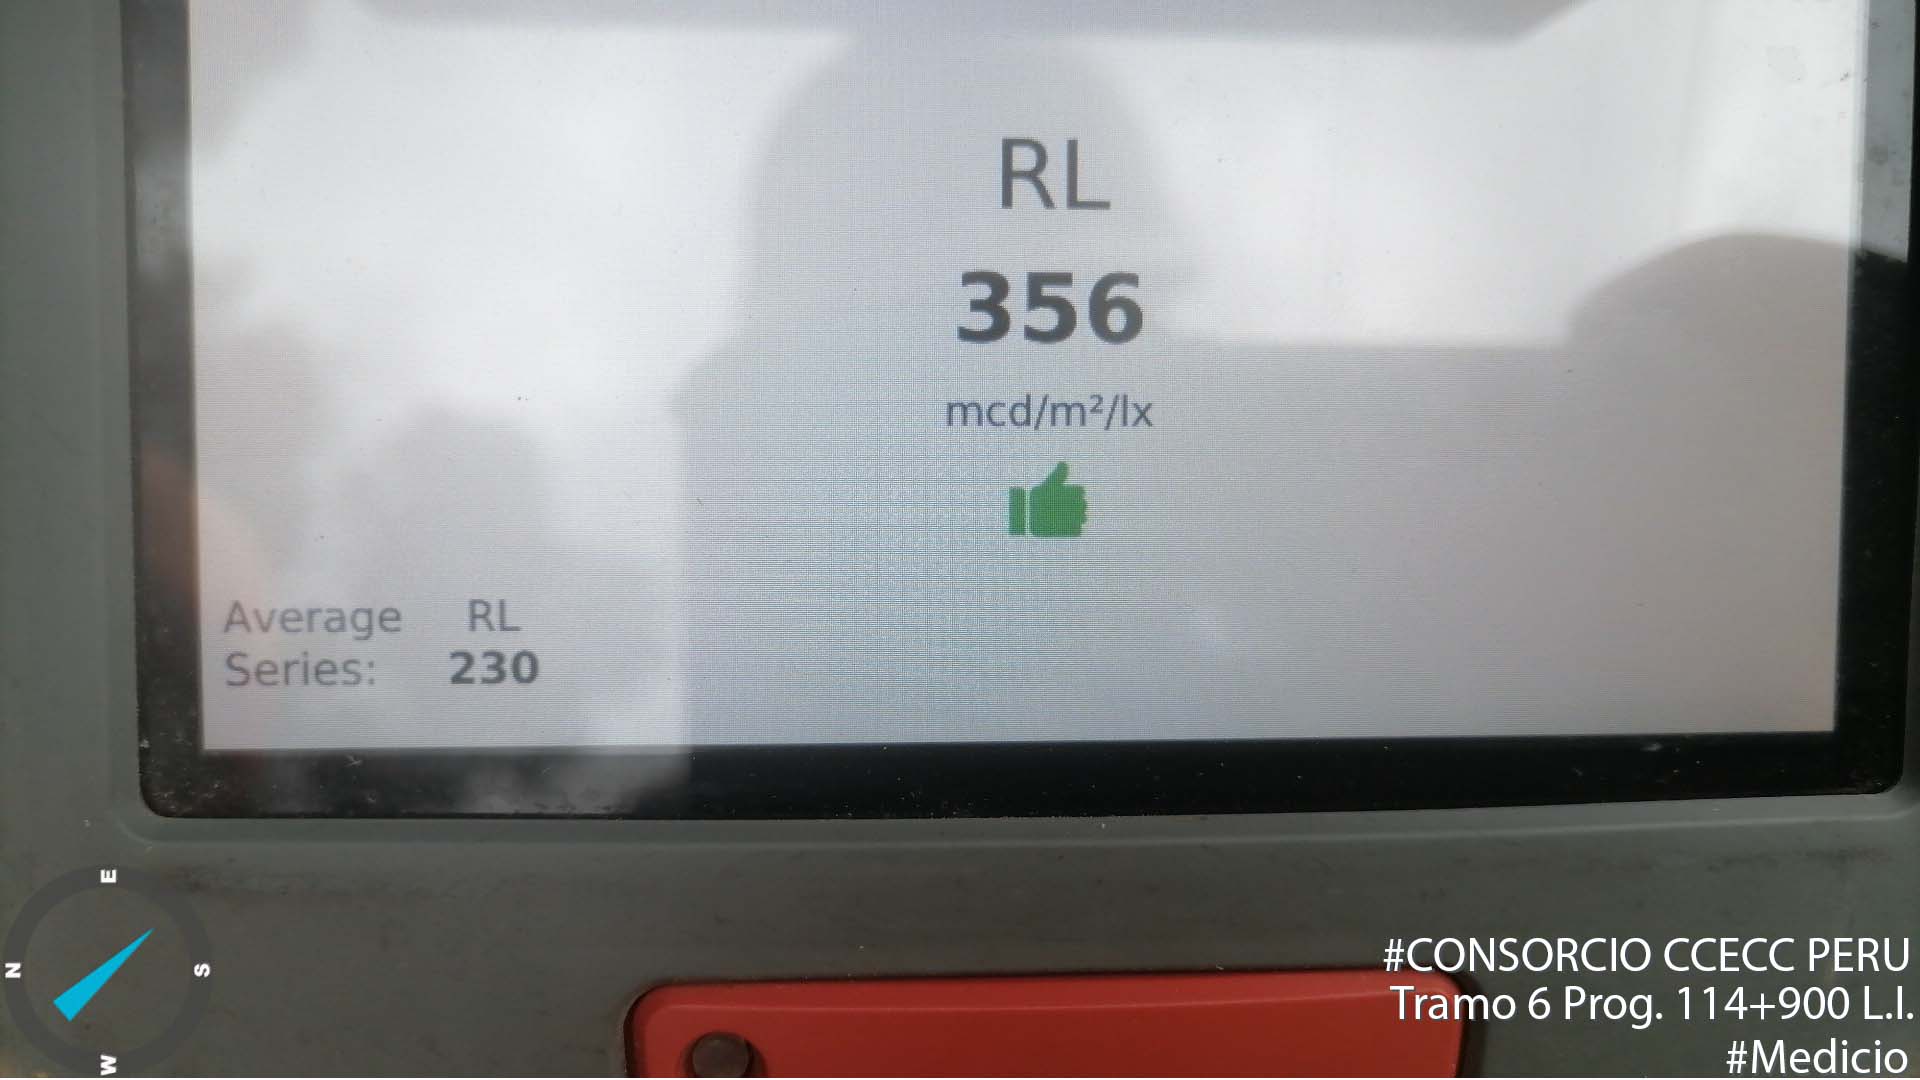 RL
356
mcd/m²/lx
Average RL
Series: 230
E
N S
W
#CONSORCIO CCECC PERU
Tramo 6 Prog. 114+900 L.I.
#Medicio